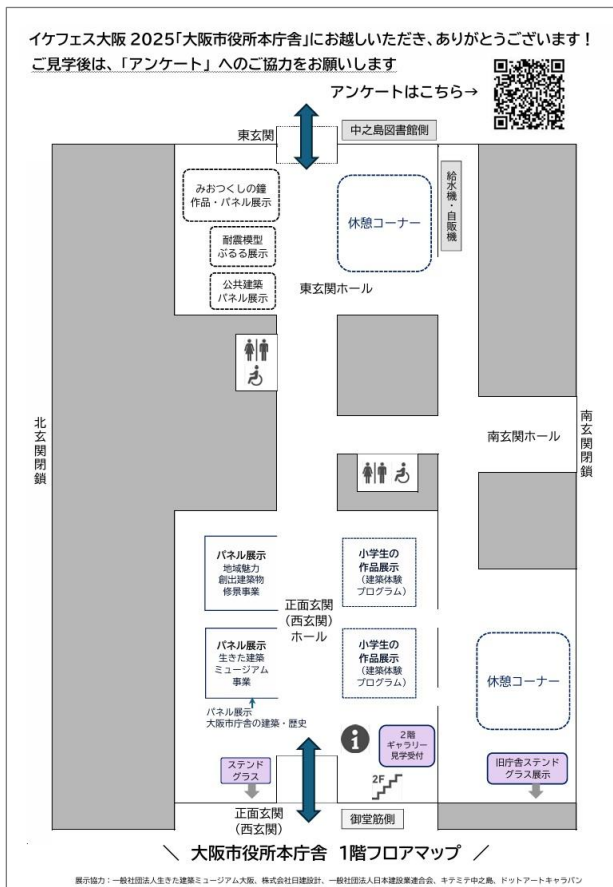 イケフェス大阪 2025「大阪市役所本庁舎」にお越しいただき、ありがとうございます！
ご見学後は、「アンケート」へのご協力をお願いします
アンケートはこちら→
東玄関
中之島図書館側
みおつくしの鐘
作品・パネル展示
耐震模型
ぶるる展示
公共建築
パネル展示
休憩コーナー
給水機・自販機
東玄関ホール
北玄関閉鎖
南玄関ホール
南玄関閉鎖
パネル展示
地域魅力
創出建築物
修景事業
小学生の
作品展示
（建築体験
プログラム）
正面玄関
（西玄関）
ホール
パネル展示
生きた建築
ミュージアム
事業
小学生の
作品展示
（建築体験
プログラム）
休憩コーナー
パネル展示
大阪市庁舎の建築・歴史
i
2階
ギャラリー
見学受付
ステンド
グラス
2F
旧庁舎ステンド
グラス展示
正面玄関
（西玄関）
御堂筋側
＼ 大阪市役所本庁舎 1階フロアマップ ／
展示協力：一般社団法人生きた建築ミュージアム大阪、株式会社日建設計、一般社団法人日本建設業連合会、キテミテ中之島、ドットアートキャラバン